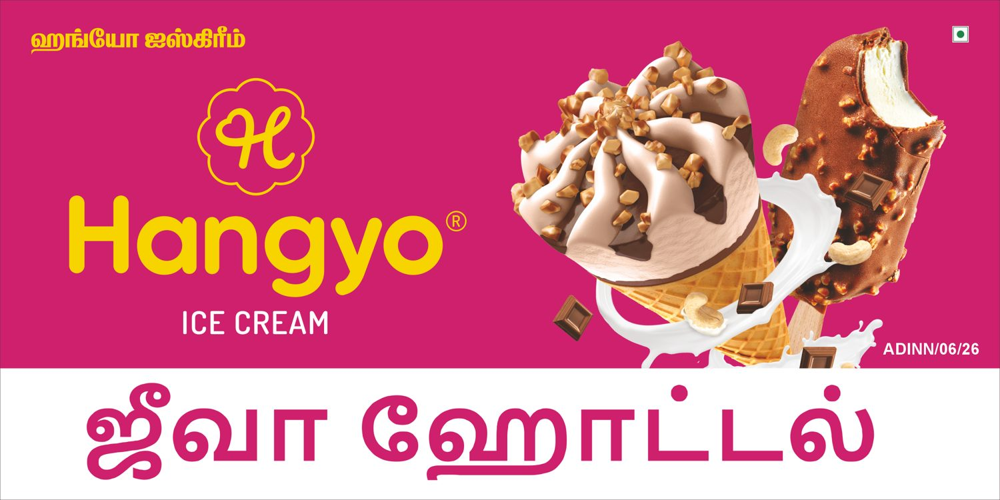 ஹங்யோ ஐஸ்கிரீம்
H
Hangyo®
ICE CREAM
ADINN/06/26
ஜீவா ஹோட்டல்